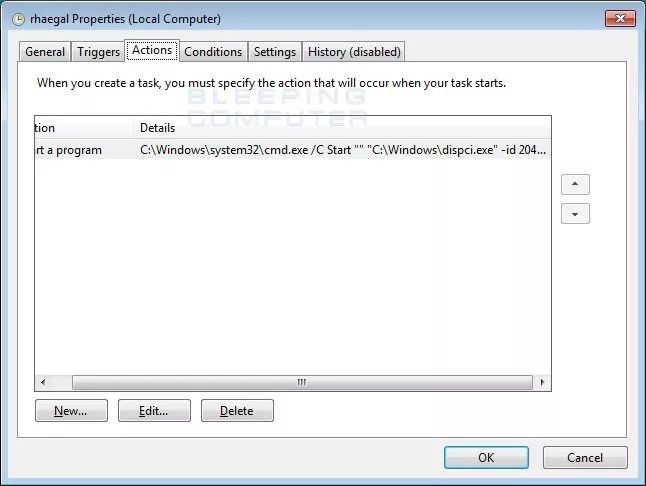 rhaegal Properties (Local Computer)
General Triggers Actions Conditions Settings History (disabled)
When you create a task, you must specify the action that will occur when your task starts.
BLEEPING
COMPUTER
tion Details
rt a program C:\Windows\system32\cmd.exe /C Start "" "C:\Windows\dispci.exe" -id 204...
New... Edit... Delete
OK Cancel